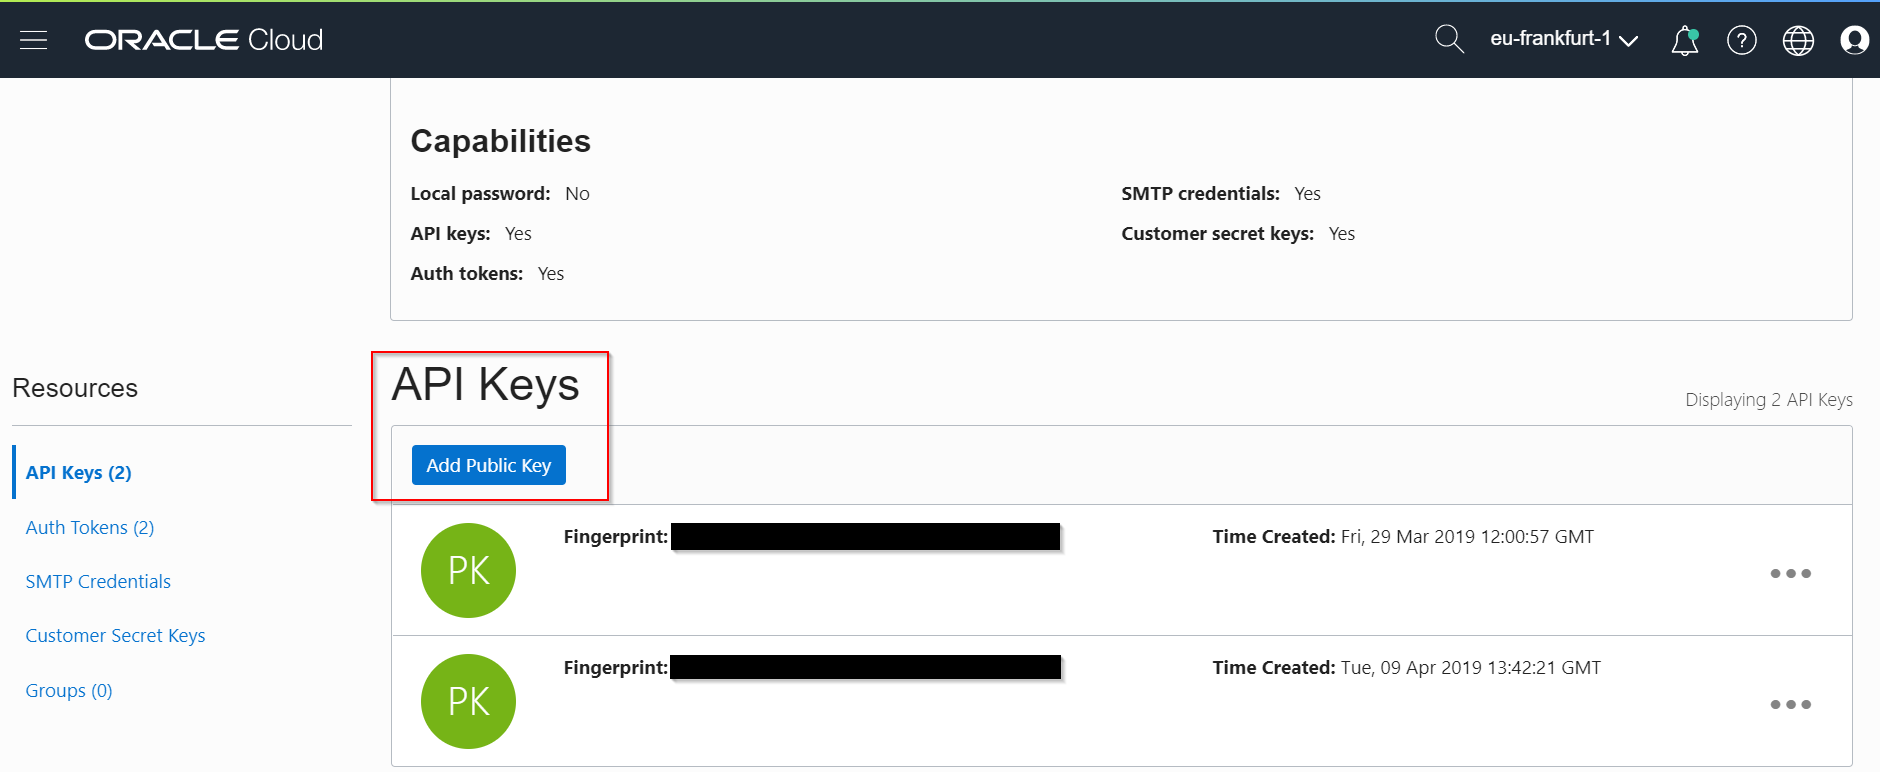 ORACLE Cloud
eu-frankfurt-1
Capabilities
Local password: No
SMTP credentials: Yes
API keys: Yes
Customer secret keys: Yes
Auth tokens: Yes
Resources
API Keys (2)
Auth Tokens (2)
SMTP Credentials
Customer Secret Keys
Groups (0)
API Keys
Displaying 2 API Keys
Add Public Key
PK
Fingerprint:
Time Created: Fri, 29 Mar 2019 12:00:57 GMT
PK
Fingerprint:
Time Created: Tue, 09 Apr 2019 13:42:21 GMT